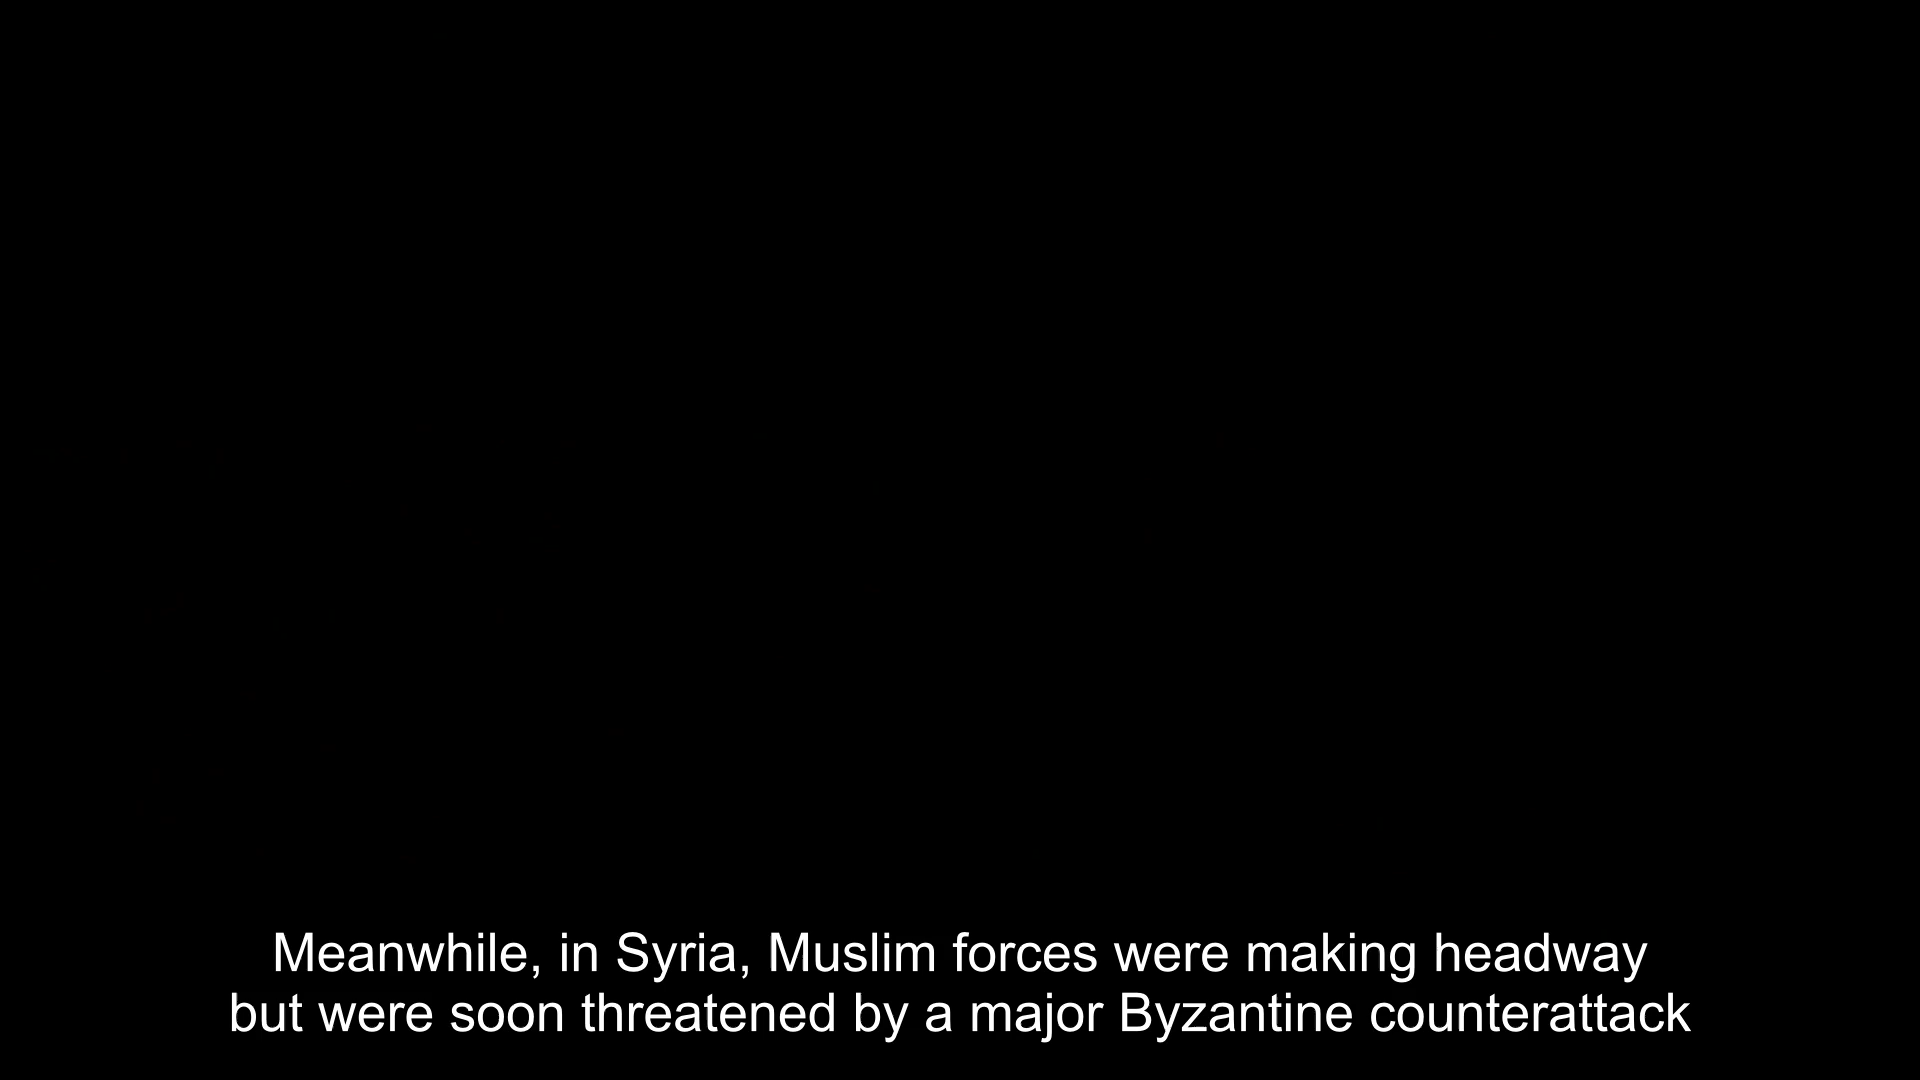 Meanwhile, in Syria, Muslim forces were making headway
but were soon threatened by a major Byzantine counterattack